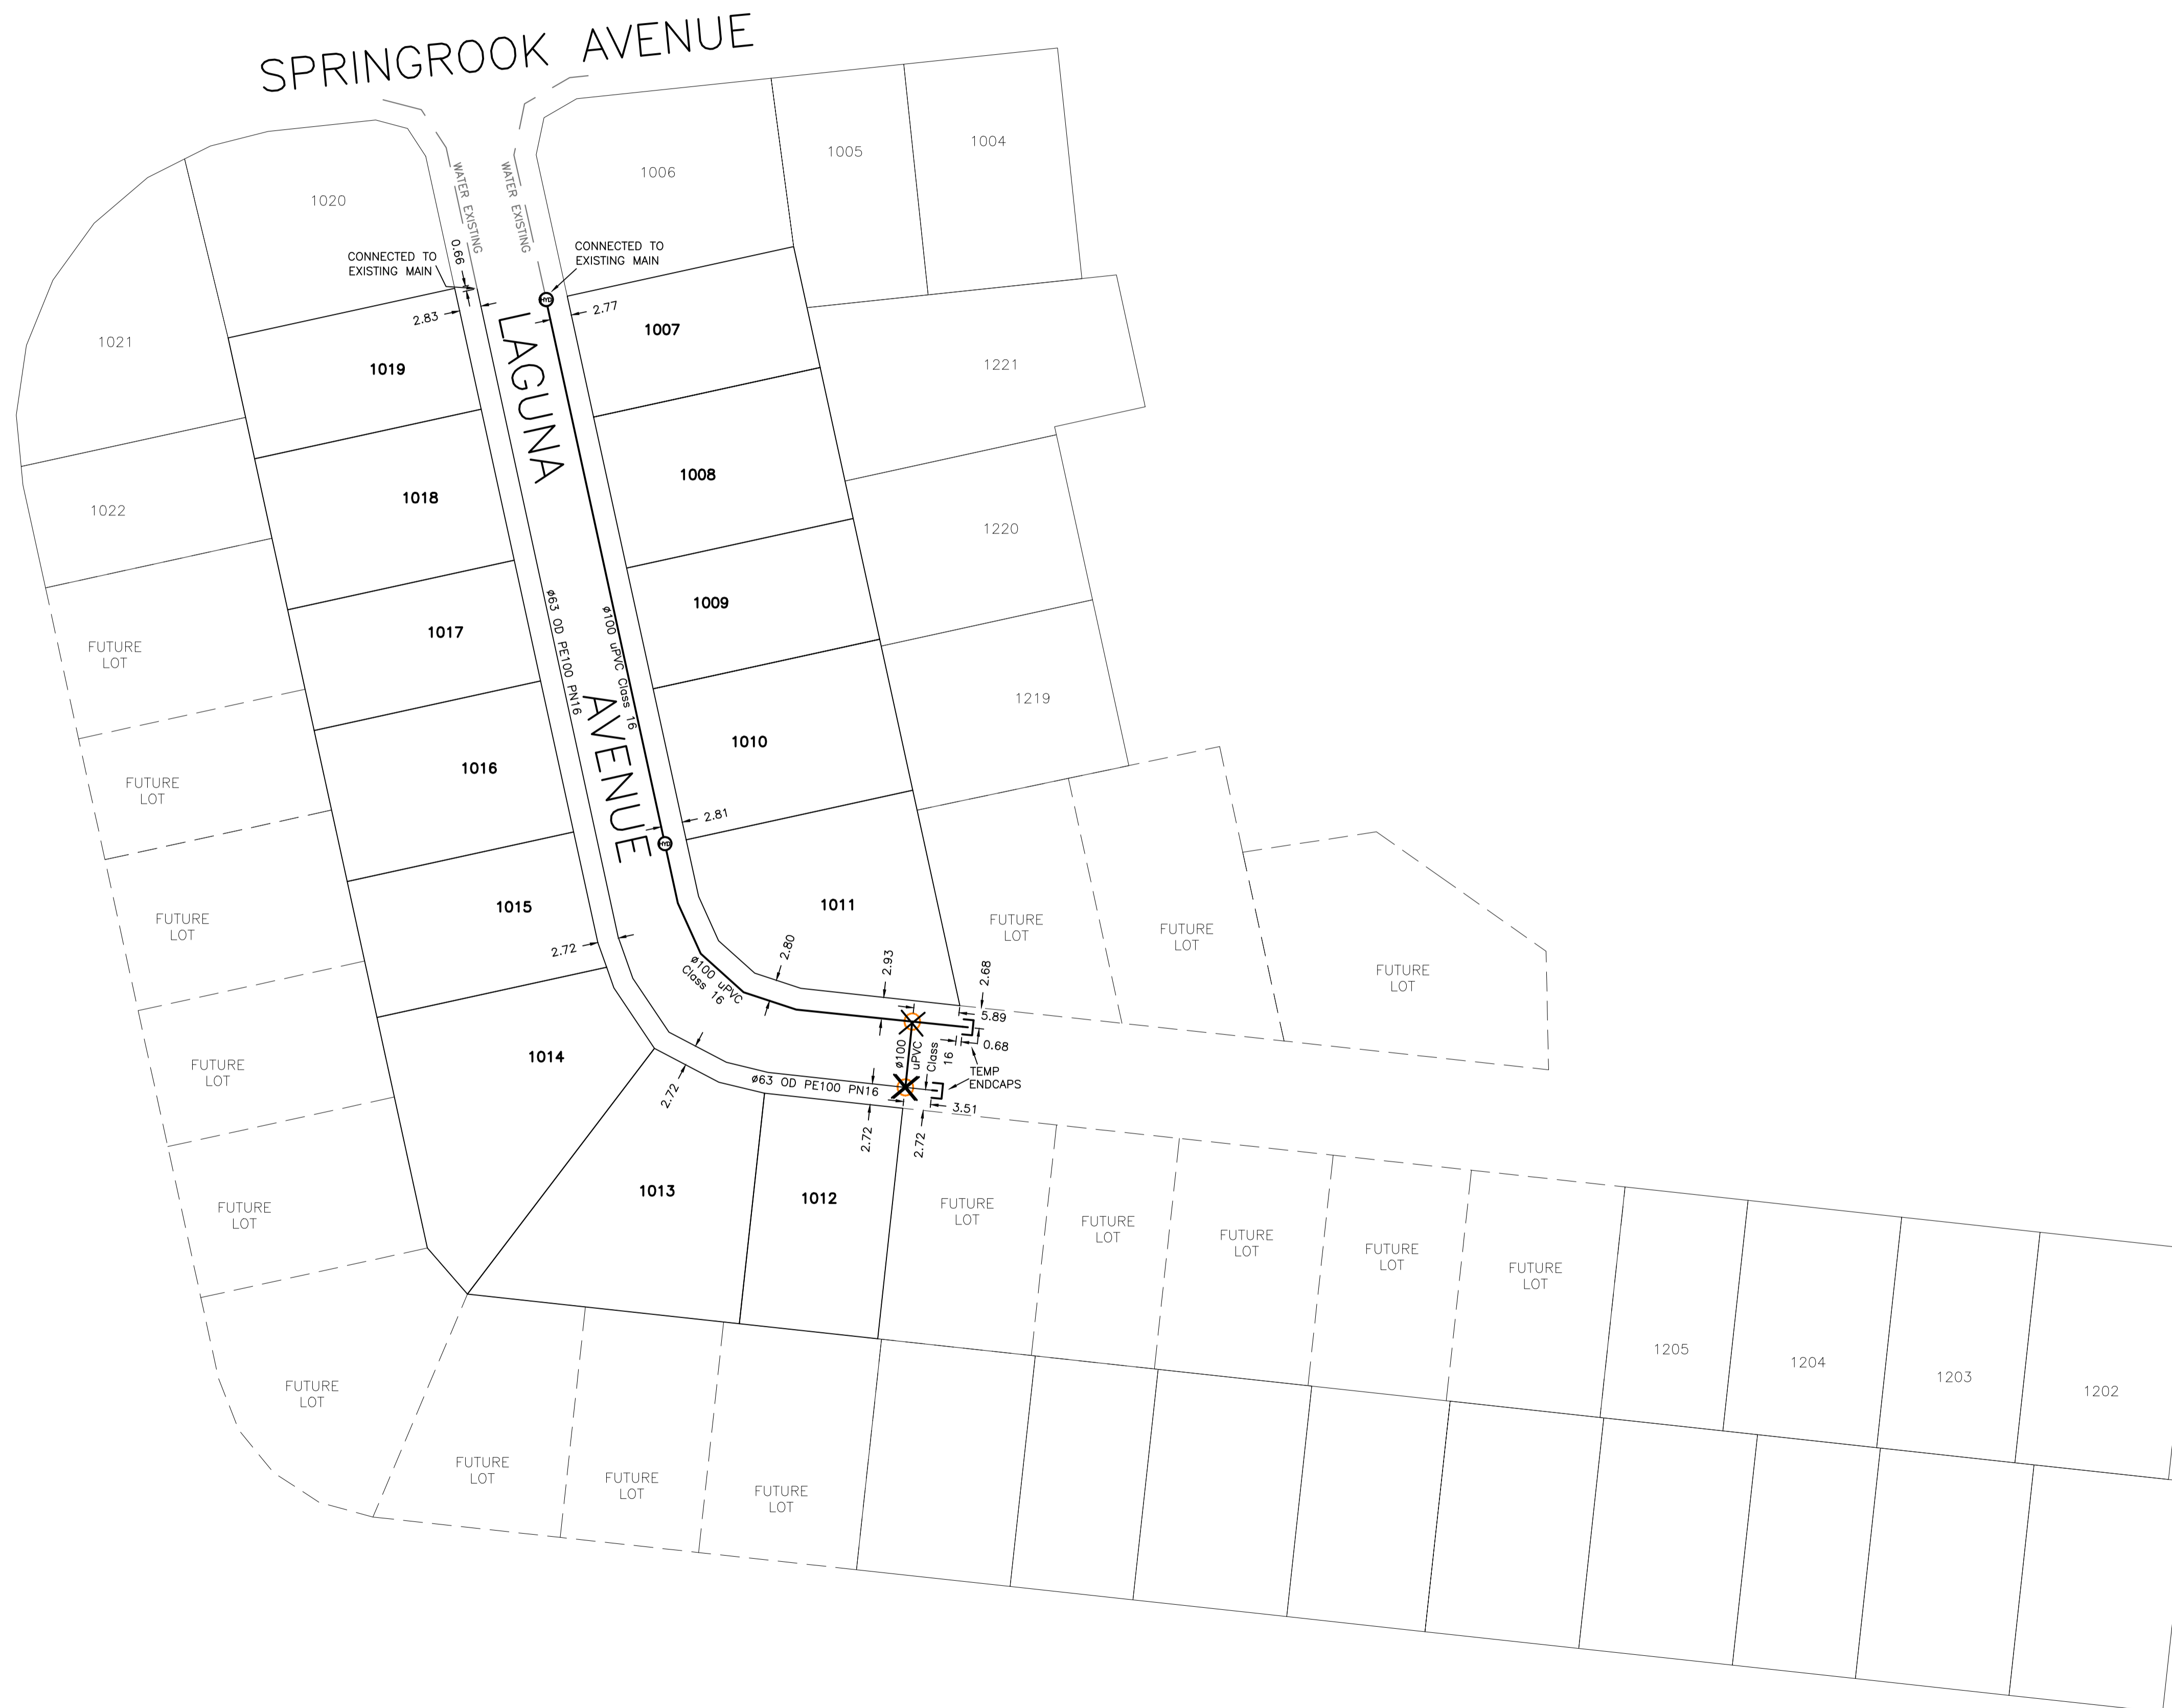 SPRINGROOK AVENUE
1020
WATER EXISTING
WATER EXISTING
1006
1005
1004
0.66
CONNECTED TO
EXISTING MAIN
CONNECTED TO
EXISTING MAIN
HYD
2.83
2.77
1021
1019
LAGUNA
1007
1221
1022
1018
1008
1220
FUTURE
LOT
1017
ø63 OD PE100 PN16
ø100 uPVC Class 16
1009
1219
FUTURE
LOT
1016
AVENUE
1010
2.81
HYD
FUTURE
LOT
1015
2.72
1011
2.80
ø100 uPVC
Class 16
2.93
2.68
5.89
0.68
FUTURE
LOT
FUTURE
LOT
FUTURE
LOT
FUTURE
LOT
1014
2.72
ø63 OD PE100 PN16
ø100
uPVC
Class
16
TEMP
ENDCAPS
3.51
2.72
2.72
FUTURE
LOT
1013
1012
FUTURE
LOT
FUTURE
LOT
FUTURE
LOT
FUTURE
LOT
FUTURE
LOT
1205
1204
1203
1202
FUTURE
LOT
FUTURE
LOT
FUTURE
LOT
FUTURE
LOT